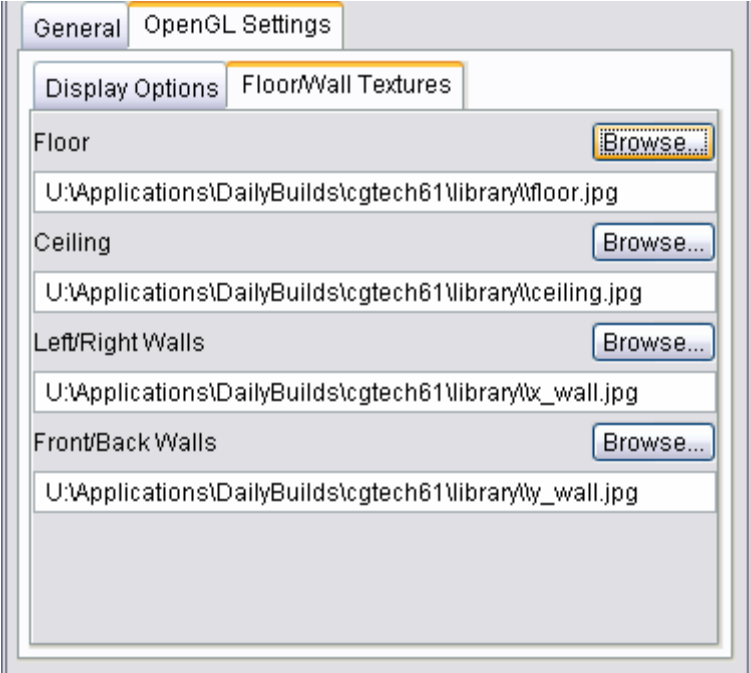 General OpenGL Settings
Display Options Floor/Wall Textures
Floor Browse...
U:\Applications\DailyBuilds\cgtech61\library\\floor.jpg
Ceiling Browse...
U:\Applications\DailyBuilds\cgtech61\library\\ceiling.jpg
Left/Right Walls Browse...
U:\Applications\DailyBuilds\cgtech61\library\\x_wall.jpg
Front/Back Walls Browse...
U:\Applications\DailyBuilds\cgtech61\library\\y_wall.jpg